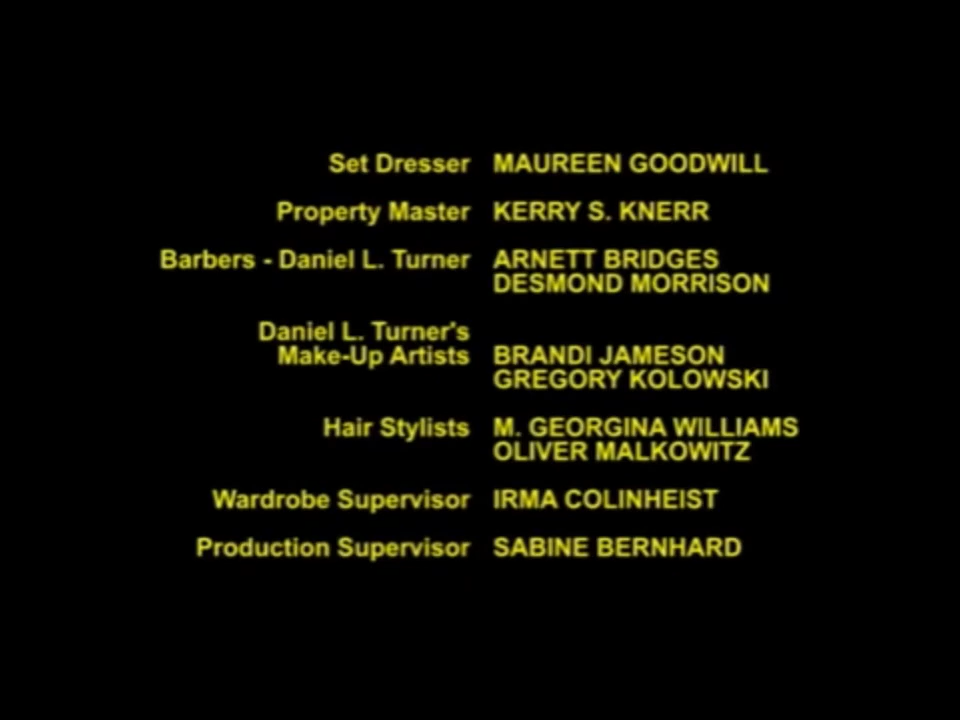 Set Dresser MAUREEN GOODWILL
Property Master KERRY S. KNERR
Barbers - Daniel L. Turner ARNETT BRIDGES
DESMOND MORRISON
Daniel L. Turner's
Make-Up Artists BRANDI JAMESON
GREGORY KOLOWSKI
Hair Stylists M. GEORGINA WILLIAMS
OLIVER MALKOWITZ
Wardrobe Supervisor IRMA COLINHEIST
Production Supervisor SABINE BERNHARD